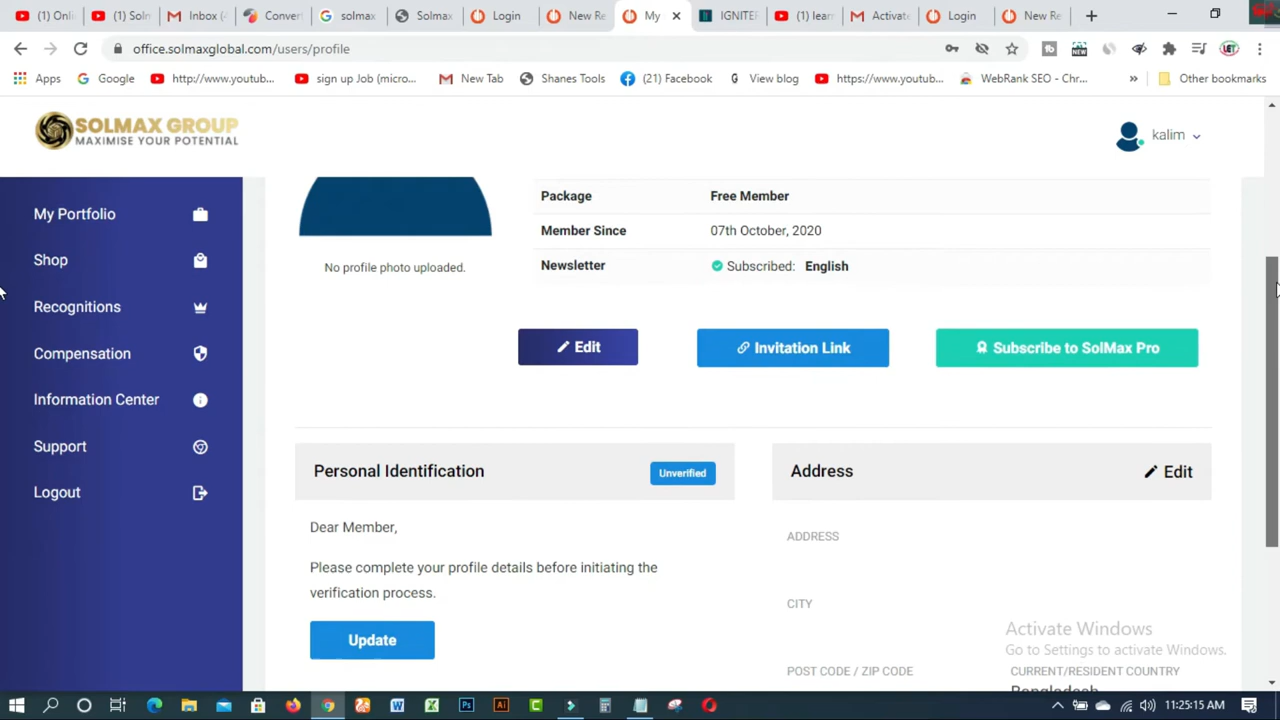 (1) Onli
(1) Solm
Inbox (
Convert
solmax
Solmax
Login
New Re
My
IGNITER
(1) lear
Activate
Login
New Re
office.solmaxglobal.com/users/profile
Apps
Google
http://www.youtub...
sign up Job (micro...
New Tab
Shanes Tools
(21) Facebook
View blog
https://www.youtub...
WebRank SEO - Chr...
»
Other bookmarks
SOLMAX GROUP
MAXIMISE YOUR POTENTIAL
kalim
My Portfolio
Shop
Recognitions
Compensation
Information Center
Support
Logout
No profile photo uploaded.
Package Free Member
Member Since 07th October, 2020
Newsletter Subscribed: English
Edit
Invitation Link
Subscribe to SolMax Pro
Personal Identification Unverified
Dear Member,
Please complete your profile details before initiating the
verification process.
Update
Address Edit
ADDRESS
CITY
POST CODE / ZIP CODE
CURRENT/RESIDENT COUNTRY
Bangladesh
Activate Windows
Go to Settings to activate Windows.
11:25:15 AM